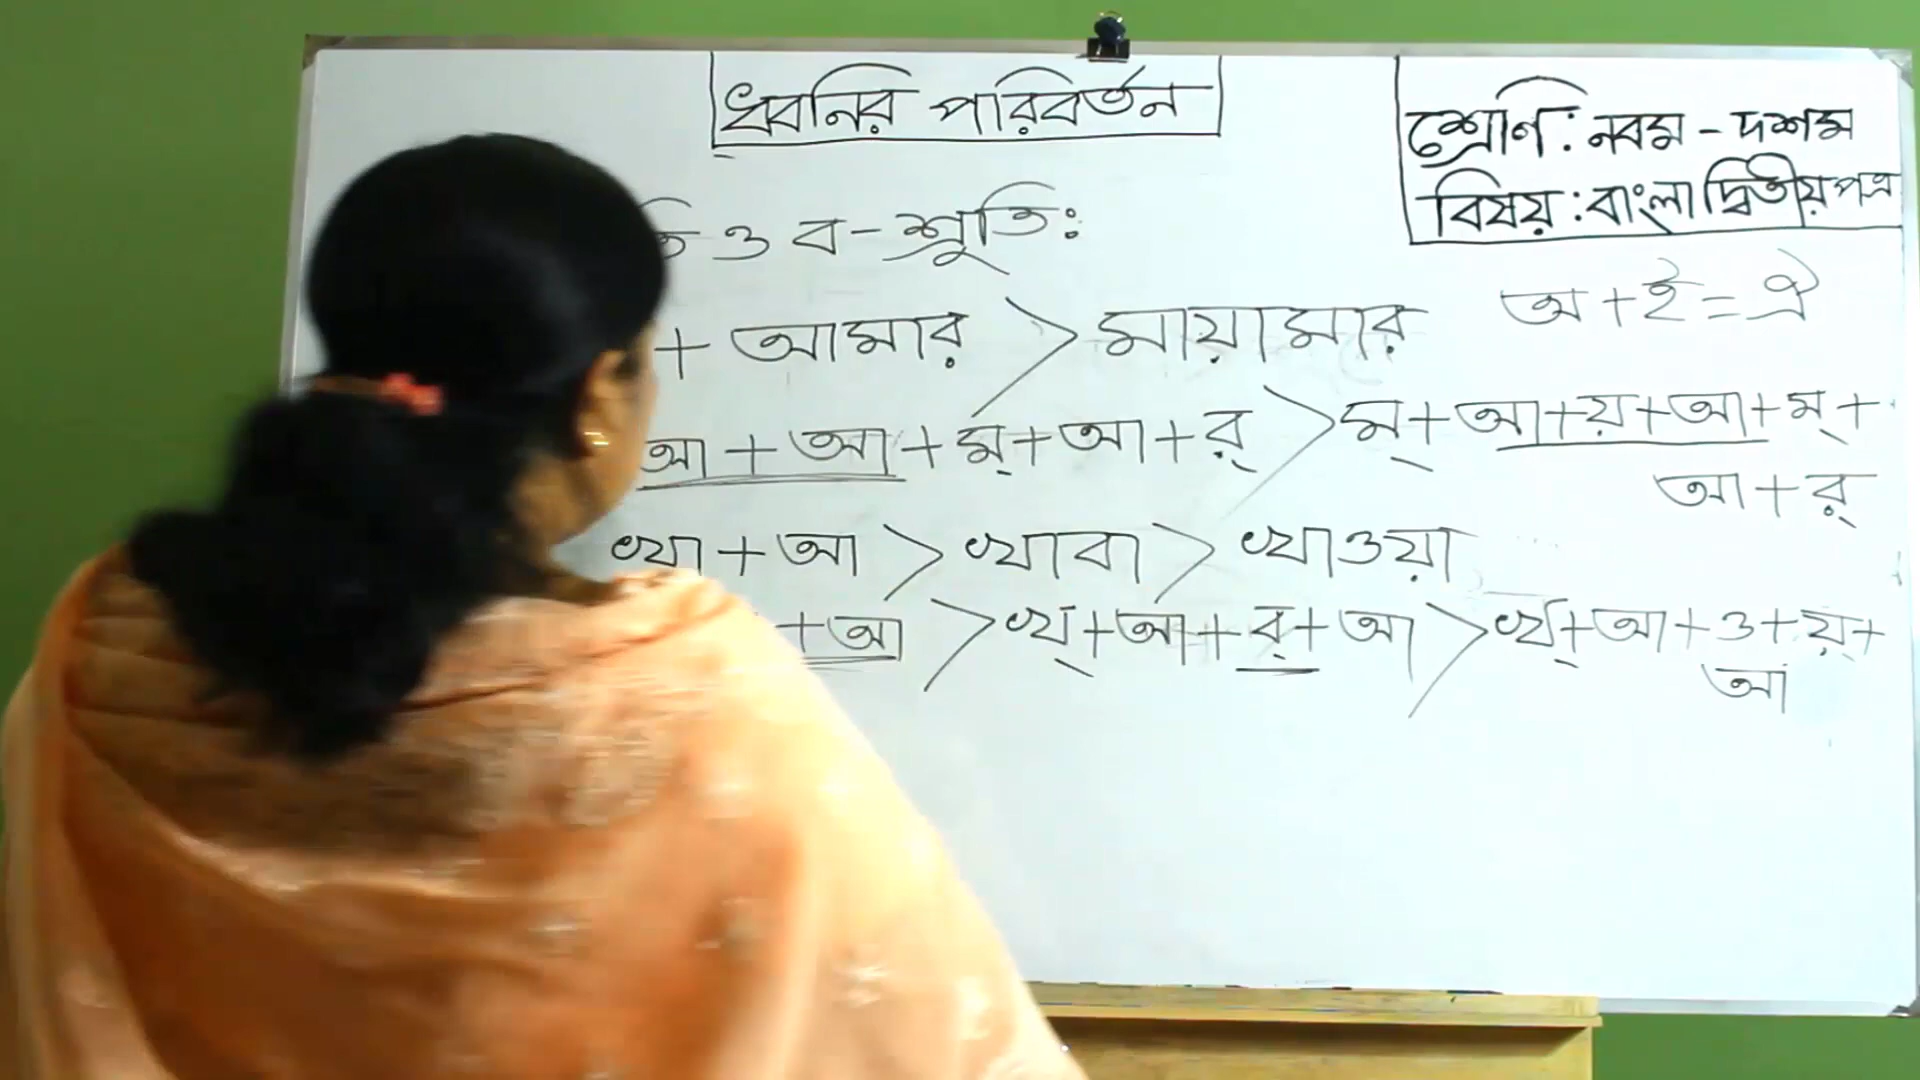 ধ্বনির পরিবর্তন
শ্রেণি: নবম - দশম
বিষয়: বাংলা দ্বিতীয় পত্র
ও ব - শ্রুতি:
অ + ই = ঐ
+ আমার > মায়ামার
আ + আ + ম্ + আ + র্ > ম্ + আ + য় + আ + ম্ +
আ + র্
খা + আ > খাবা > খাওয়া
+ আ > খ্ + আ + ব্ + আ > খ্ + আ + ও + য় +
আ